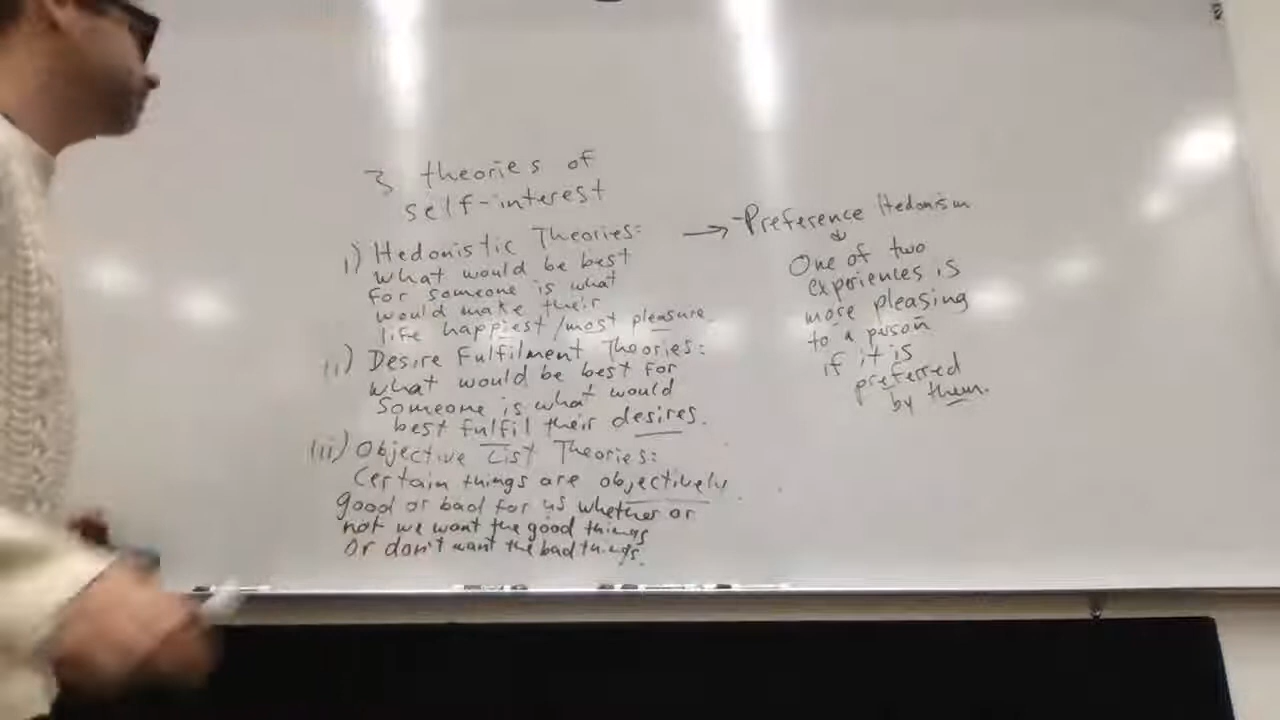 3 theories of
self-interest
i) Hedonistic Theories:
what would be best
for someone is what
would make their
life happiest/most pleasure
ii) Desire Fulfilment Theories:
what would be best for
someone is what would
best fulfil their desires.
iii) Objective List Theories:
Certain things are objectively
good or bad for us whether or
not we want the good things
or don't want the bad things.
→ -Preference Hedonism
↓
One of two
experiences is
more pleasing
to a person
if it is
preferred
by them.